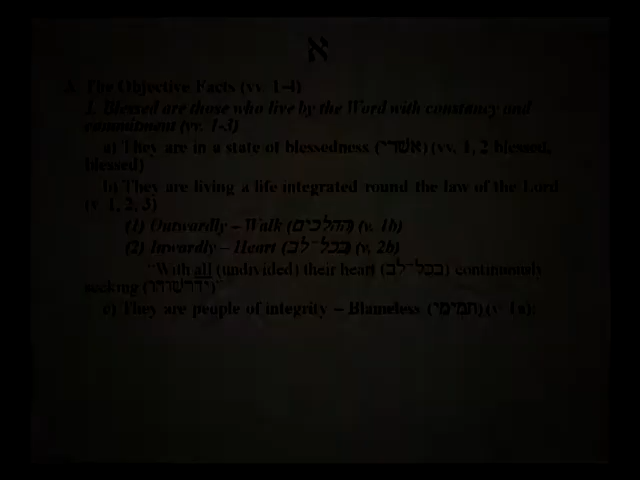 א
The Objective Facts (vv. 1-4)
1. Blessed are those who live by the Word with constancy and
commitment (vv. 1-3)
a) They are in a state of blessedness (אשרי) (vv. 1, 2 blessed,
blessed)
b) They are living a life integrated round the law of the Lord
(v. 1, 2, 3)
(1) Outwardly – Walk (ההלכים) (v. 1b)
(2) Inwardly – Heart (בכל־לב) (v. 2b)
"With all (undivided) their heart (בכל־לב) continually
seeking (ידרשוהו)"
c) They are people of integrity – Blameless (תמימי) (v. 1a);